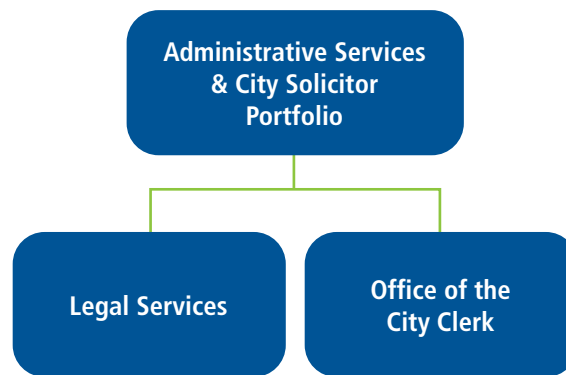 Administrative Services
& City Solicitor
Portfolio
Legal Services
Office of the
City Clerk